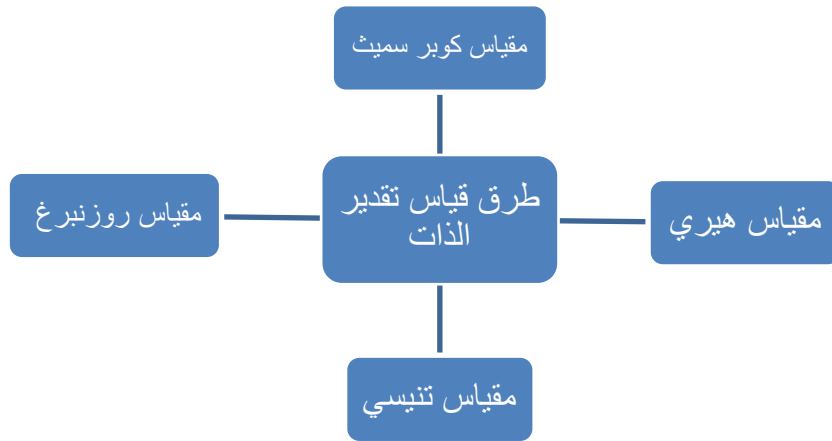 مقياس كوبر سميث
طرق قياس تقدير
الذات
مقياس هيري
مقياس روزنبرغ
مقياس تنيسي